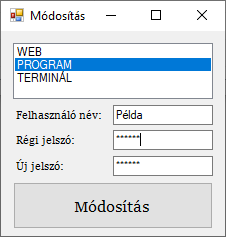 Módosítás
WEB
PROGRAM
TERMINÁL
Felhasználó név: Példa
Régi jelszó: ******
Új jelszó: ******
Módosítás